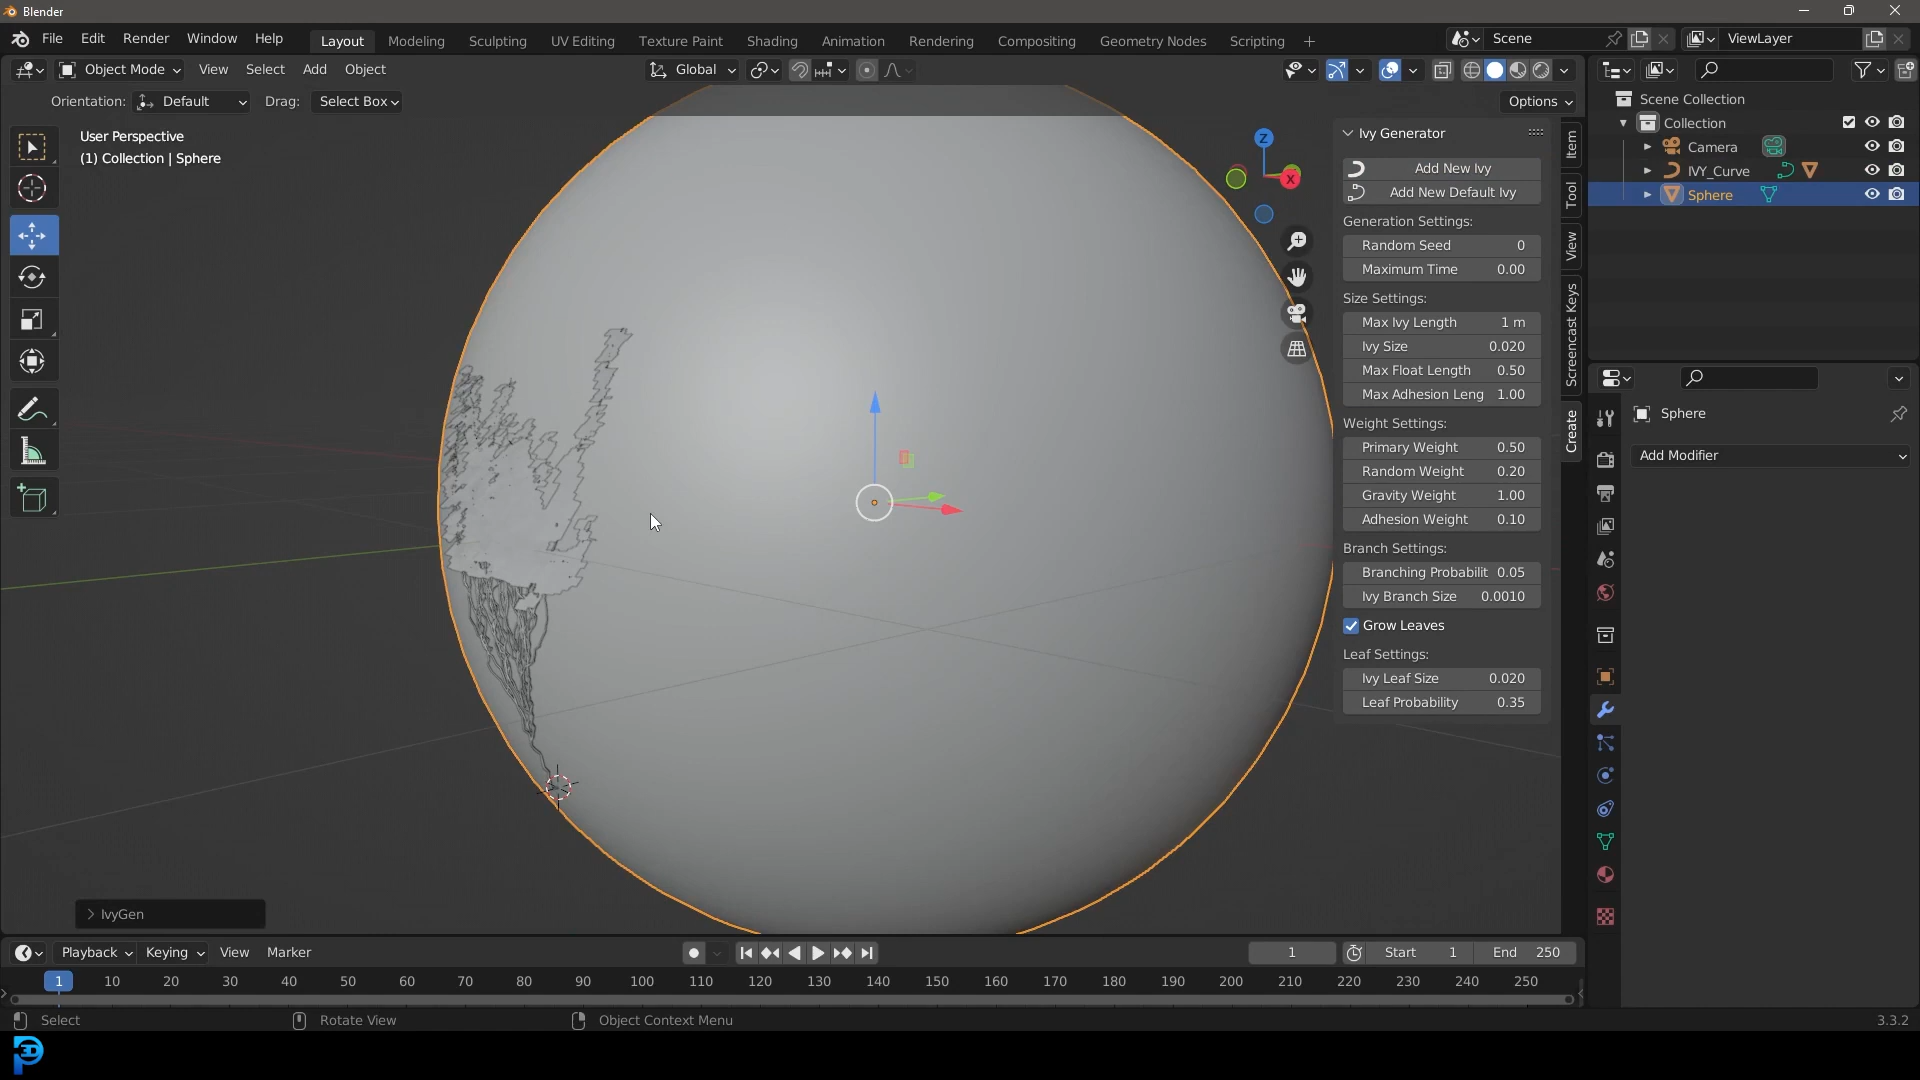 Blender
File Edit Render Window Help
Layout Modeling Sculpting UV Editing Texture Paint Shading Animation Rendering Compositing Geometry Nodes Scripting +
Scene
ViewLayer
Object Mode View Select Add Object
Global
Orientation: Default Drag: Select Box
Options
User Perspective
(1) Collection | Sphere
Z
X
Ivy Generator
Add New Ivy
Add New Default Ivy
Generation Settings:
Random Seed 0
Maximum Time 0.00
Size Settings:
Max Ivy Length 1 m
Ivy Size 0.020
Max Float Length 0.50
Max Adhesion Leng 1.00
Weight Settings:
Primary Weight 0.50
Random Weight 0.20
Gravity Weight 1.00
Adhesion Weight 0.10
Branch Settings:
Branching Probabilit 0.05
Ivy Branch Size 0.0010
Grow Leaves
Leaf Settings:
Ivy Leaf Size 0.020
Leaf Probability 0.35
Item
Tool
View
Screencast Keys
Create
Scene Collection
Collection
Camera
IVY_Curve
Sphere
Sphere
Add Modifier
IvyGen
Playback Keying View Marker
1
Start 1
End 250
1 10 20 30 40 50 60 70 80 90 100 110 120 130 140 150 160 170 180 190 200 210 220 230 240 250
Select
Rotate View
Object Context Menu
3.3.2
3D